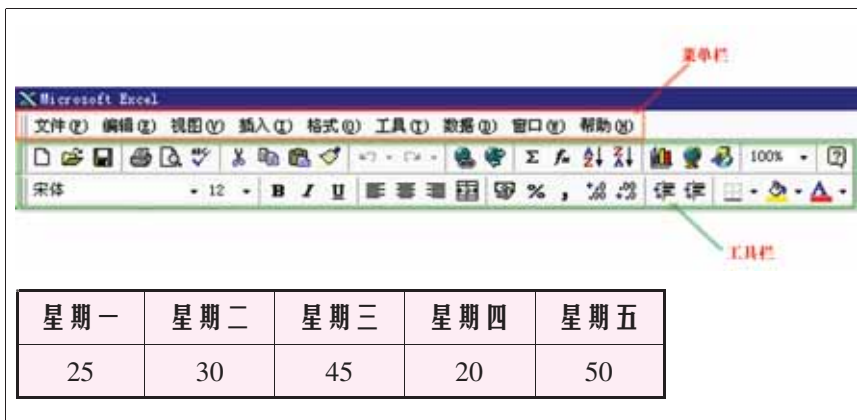 菜单栏
Microsoft Excel
文件(F) 编辑(E) 视图(V) 插入(I) 格式(O) 工具(T) 数据(D) 窗口(W) 帮助(H)
100%
宋体 12 B I U % ,
工具栏
星期一 星期二 星期三 星期四 星期五
25 30 45 20 50